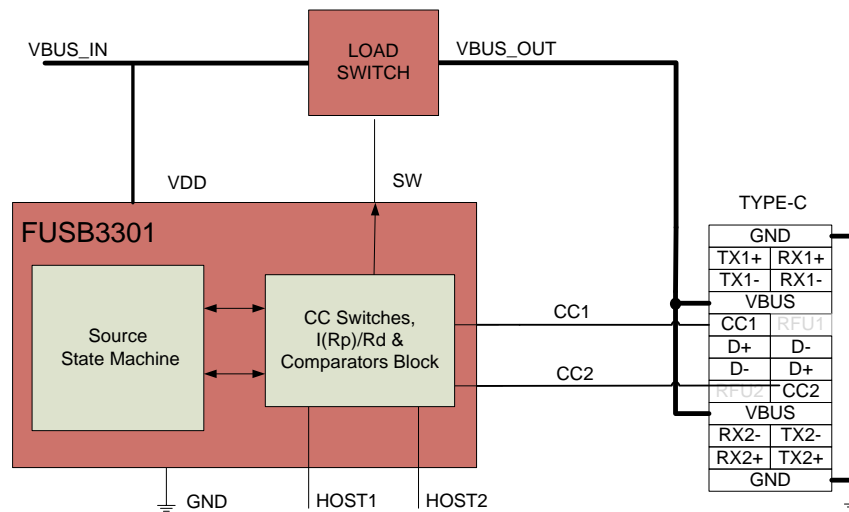 VBUS_IN
LOAD
SWITCH
VBUS_OUT
VDD
SW
FUSB3301
Source
State Machine
CC Switches,
I(Rp)/Rd &
Comparators Block
CC1
CC2
GND
HOST1
HOST2
TYPE-C
GND
TX1+ RX1+
TX1- RX1-
VBUS
CC1 RFU1
D+ D-
D- D+
RFU2 CC2
VBUS
RX2- TX2-
RX2+ TX2+
GND